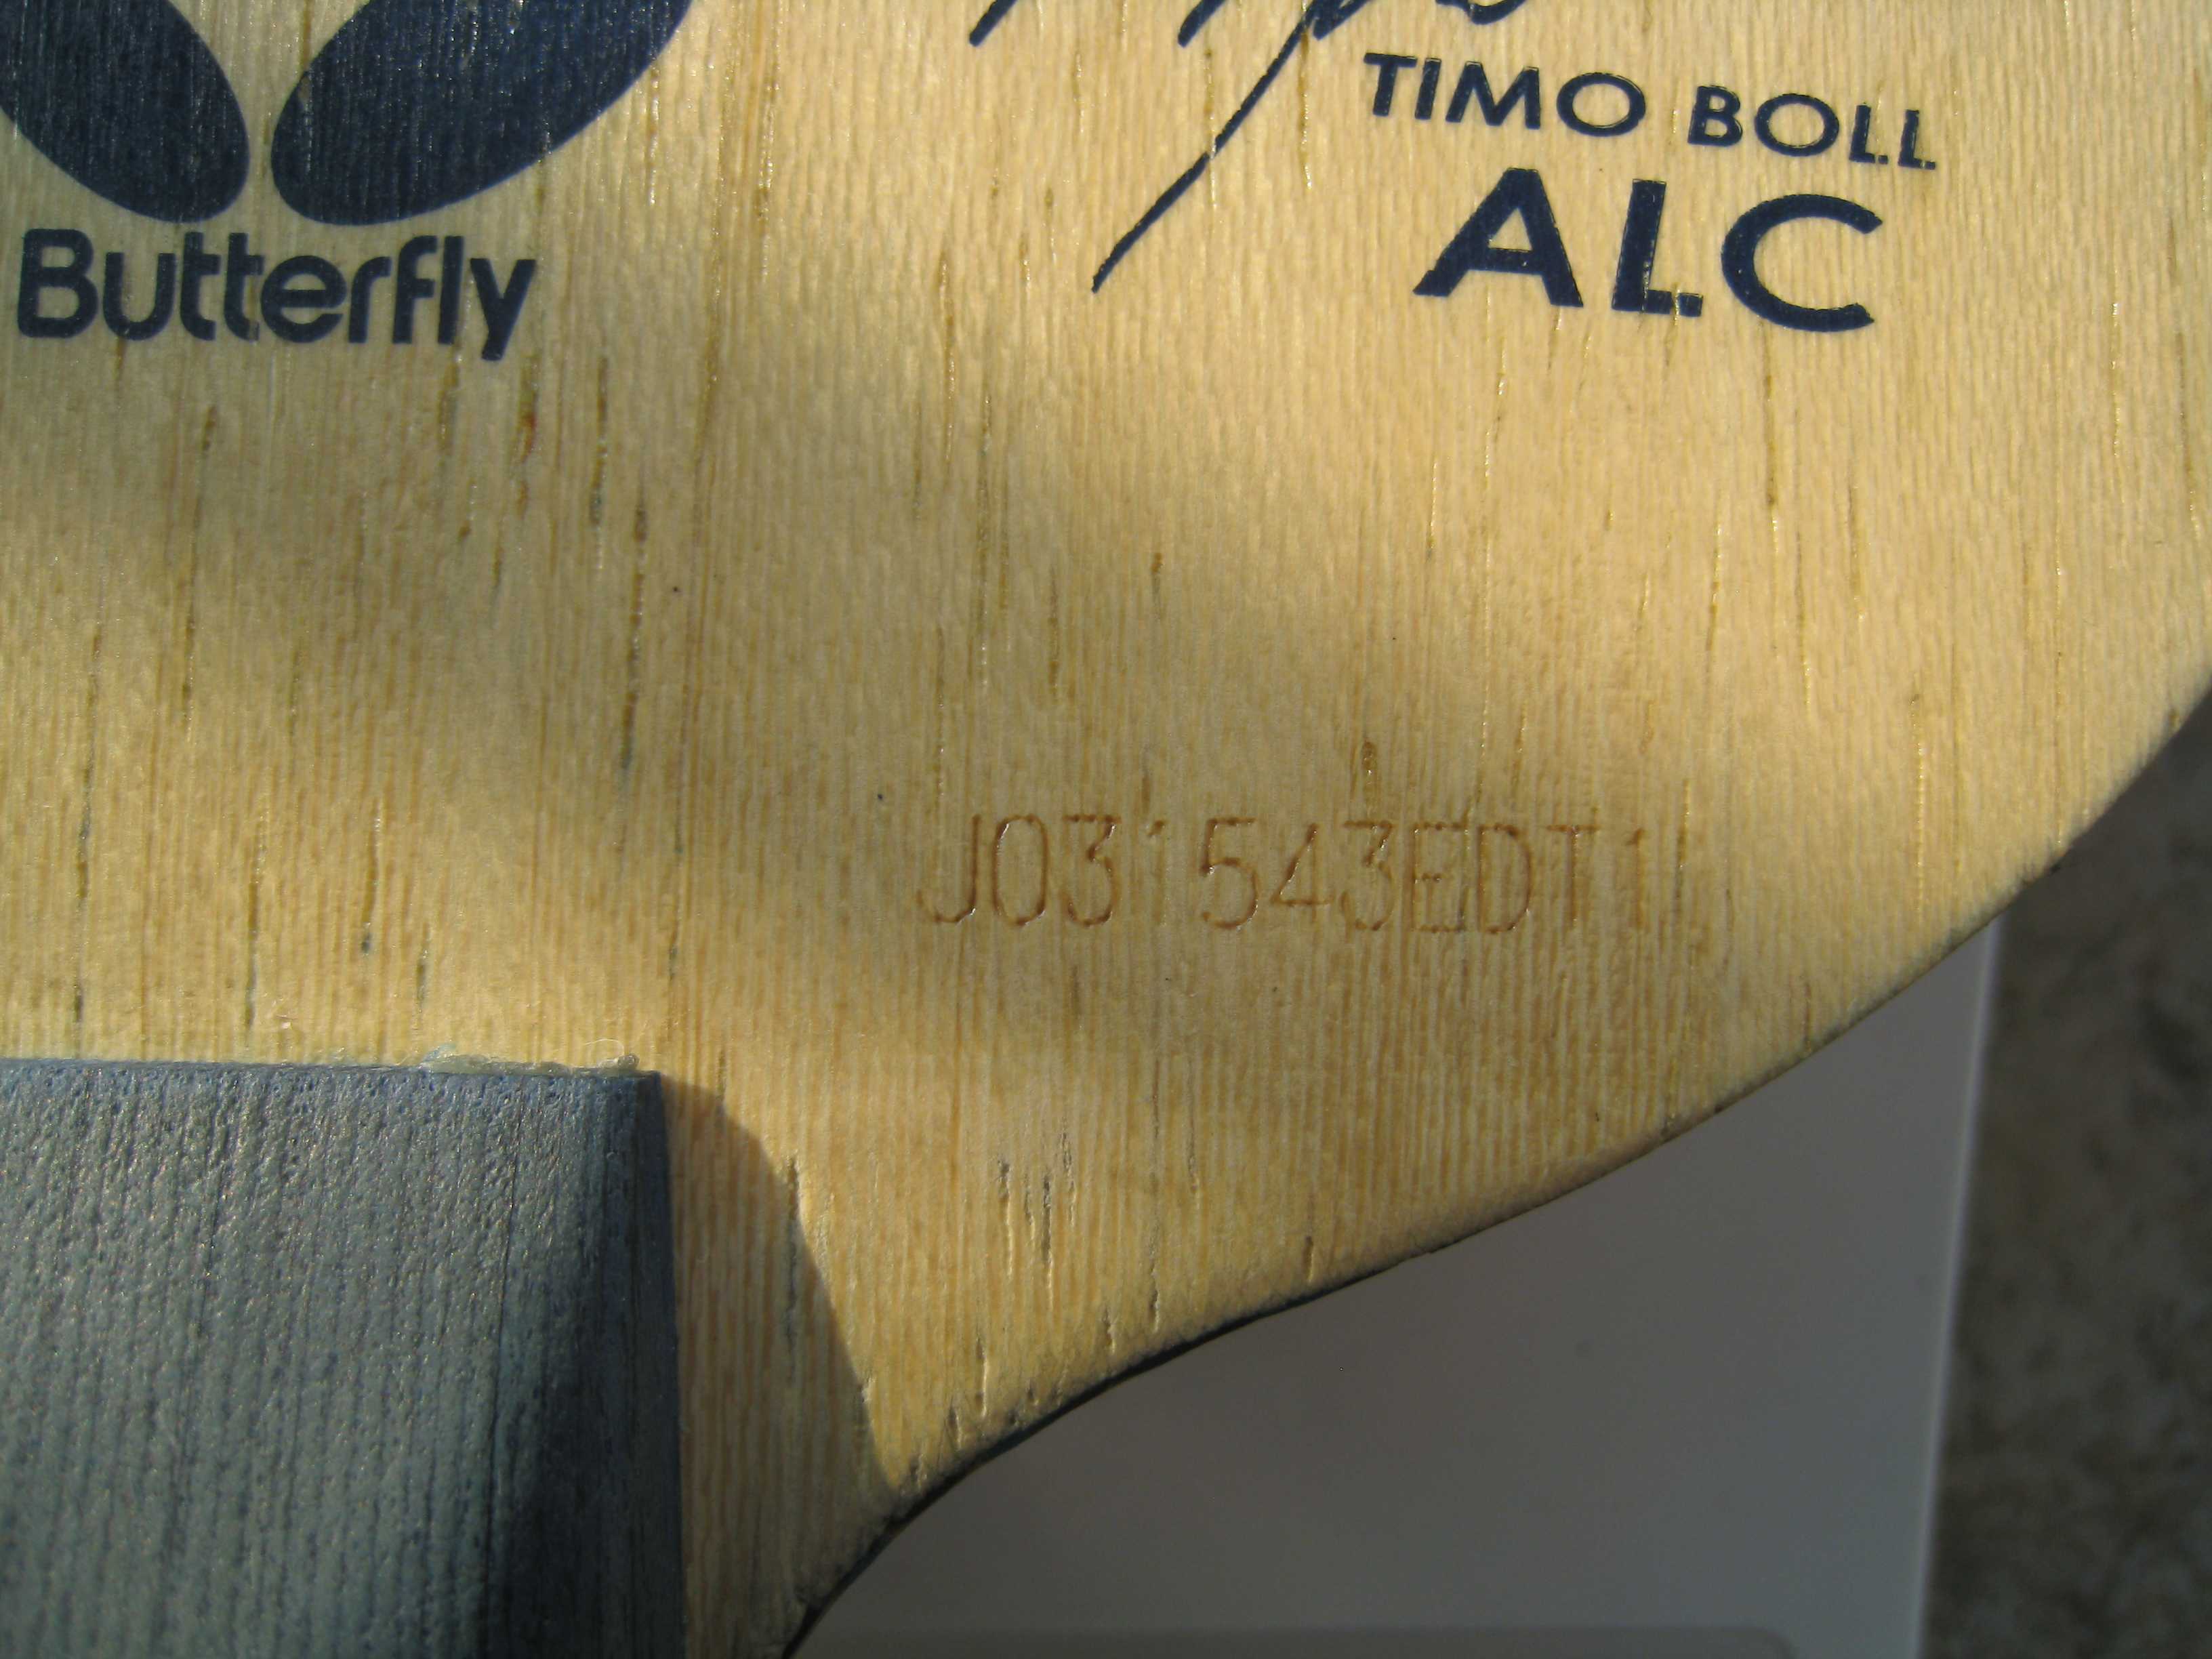 Butterfly
TIMO BOLL
ALC
J031543EDT1